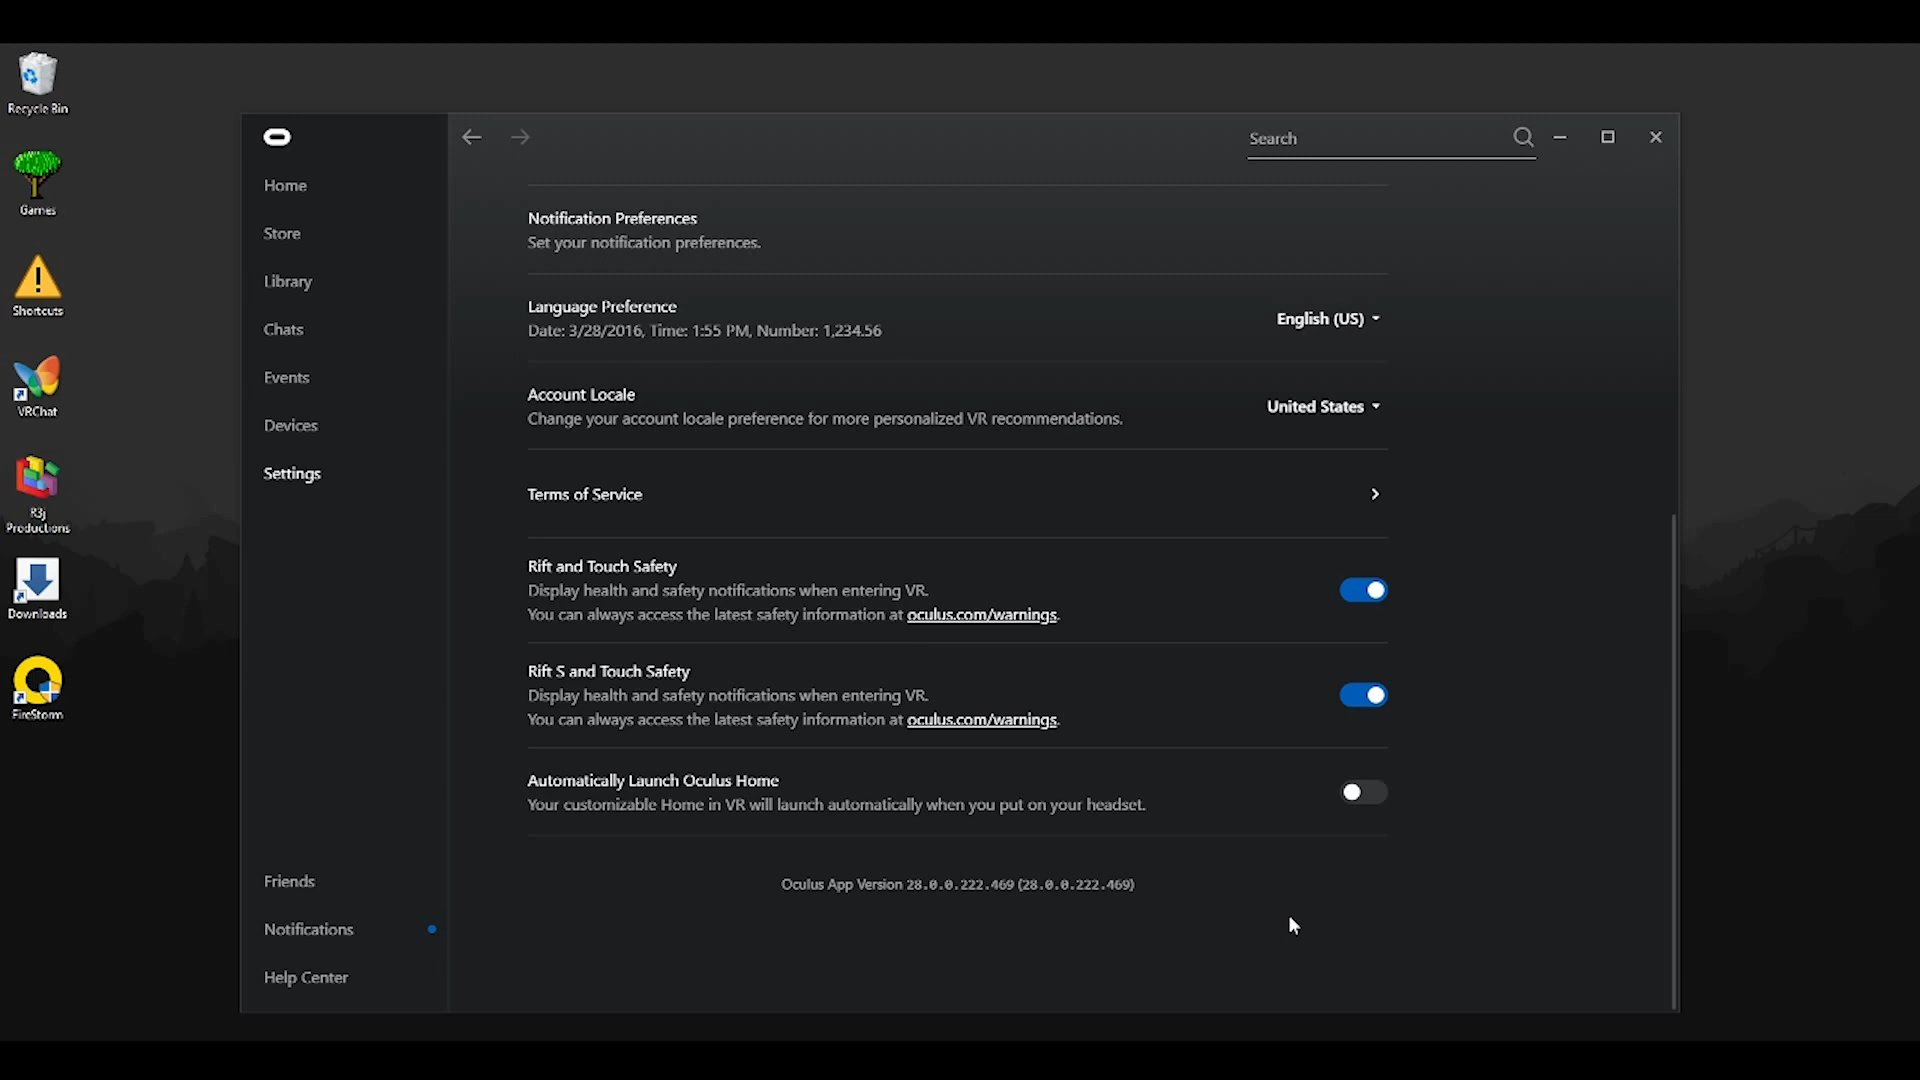 Recycle Bin
Games
Shortcuts
VRChat
R3j
Productions
Downloads
FireStorm
Home
Store
Library
Chats
Events
Devices
Settings
Friends
Notifications
Help Center
Search
Notification Preferences
Set your notification preferences.
Language Preference
Date: 3/28/2016, Time: 1:55 PM, Number: 1,234.56
English (US)
Account Locale
Change your account locale preference for more personalized VR recommendations.
United States
Terms of Service
Rift and Touch Safety
Display health and safety notifications when entering VR.
You can always access the latest safety information at oculus.com/warnings.
Rift S and Touch Safety
Display health and safety notifications when entering VR.
You can always access the latest safety information at oculus.com/warnings.
Automatically Launch Oculus Home
Your customizable Home in VR will launch automatically when you put on your headset.
Oculus App Version 28.0.0.222.469 (28.0.0.222.469)